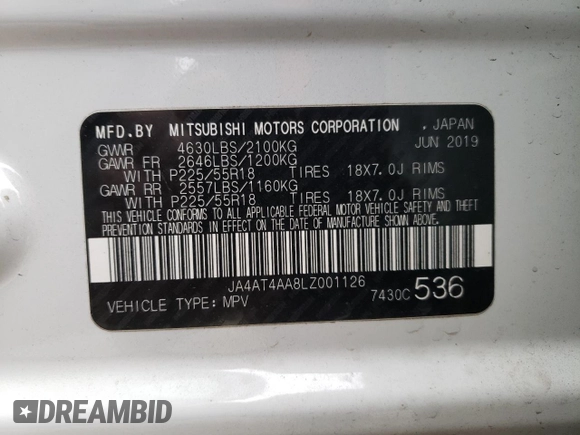 MFD.BY MITSUBISHI MOTORS CORPORATION . JAPAN
GVWR 4630LBS/2100KG JUN 2019
GAWR FR 2646LBS/1200KG
WITH P225/55R18 TIRES 18X7.0J RIMS
GAWR RR 2557LBS/1160KG
WITH P225/55R18 TIRES 18X7.0J RIMS
THIS VEHICLE CONFORMS TO ALL APPLICABLE FEDERAL MOTOR VEHICLE SAFETY AND THEFT
PREVENTION STANDARDS IN EFFECT ON THE DATE OF MANUFACTURE SHOWN ABOVE.
JA4AT4AA8LZ001126
VEHICLE TYPE: MPV 7430C 536
DREAMBID